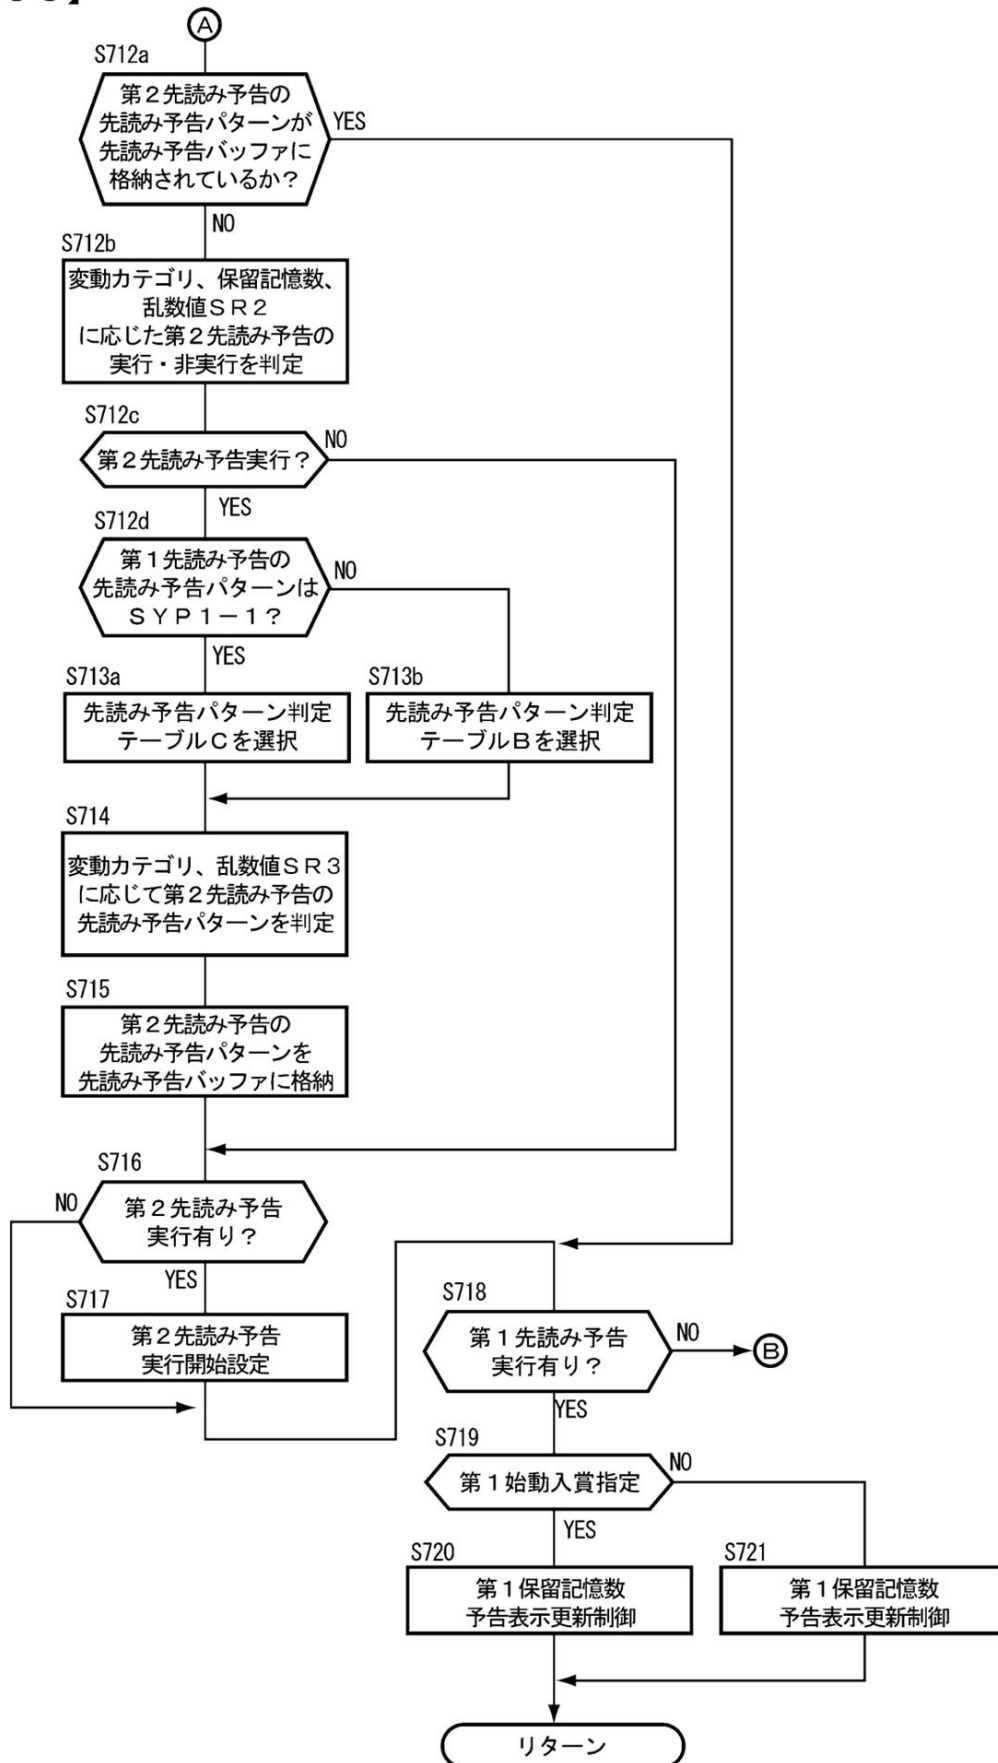 A
S712a
第2先読み予告の
先読み予告パターンが
先読み予告バッファに
格納されているか?
YES
NO
S712b
変動カテゴリ、保留記憶数、
乱数値SR2
に応じた第2先読み予告の
実行・非実行を判定
S712c
第2先読み予告実行?
NO
YES
S712d
第1先読み予告の
先読み予告パターンは
SYP1-1?
NO
YES
S713a
先読み予告パターン判定
テーブルCを選択
S713b
先読み予告パターン判定
テーブルBを選択
S714
変動カテゴリ、乱数値SR3
に応じて第2先読み予告の
先読み予告パターンを判定
S715
第2先読み予告の
先読み予告パターンを
先読み予告バッファに格納
S716
第2先読み予告
実行有り?
NO
YES
S717
第2先読み予告
実行開始設定
S718
第1先読み予告
実行有り?
NO
B
YES
S719
第1始動入賞指定
NO
YES
S720
第1保留記憶数
予告表示更新制御
S721
第1保留記憶数
予告表示更新制御
リターン